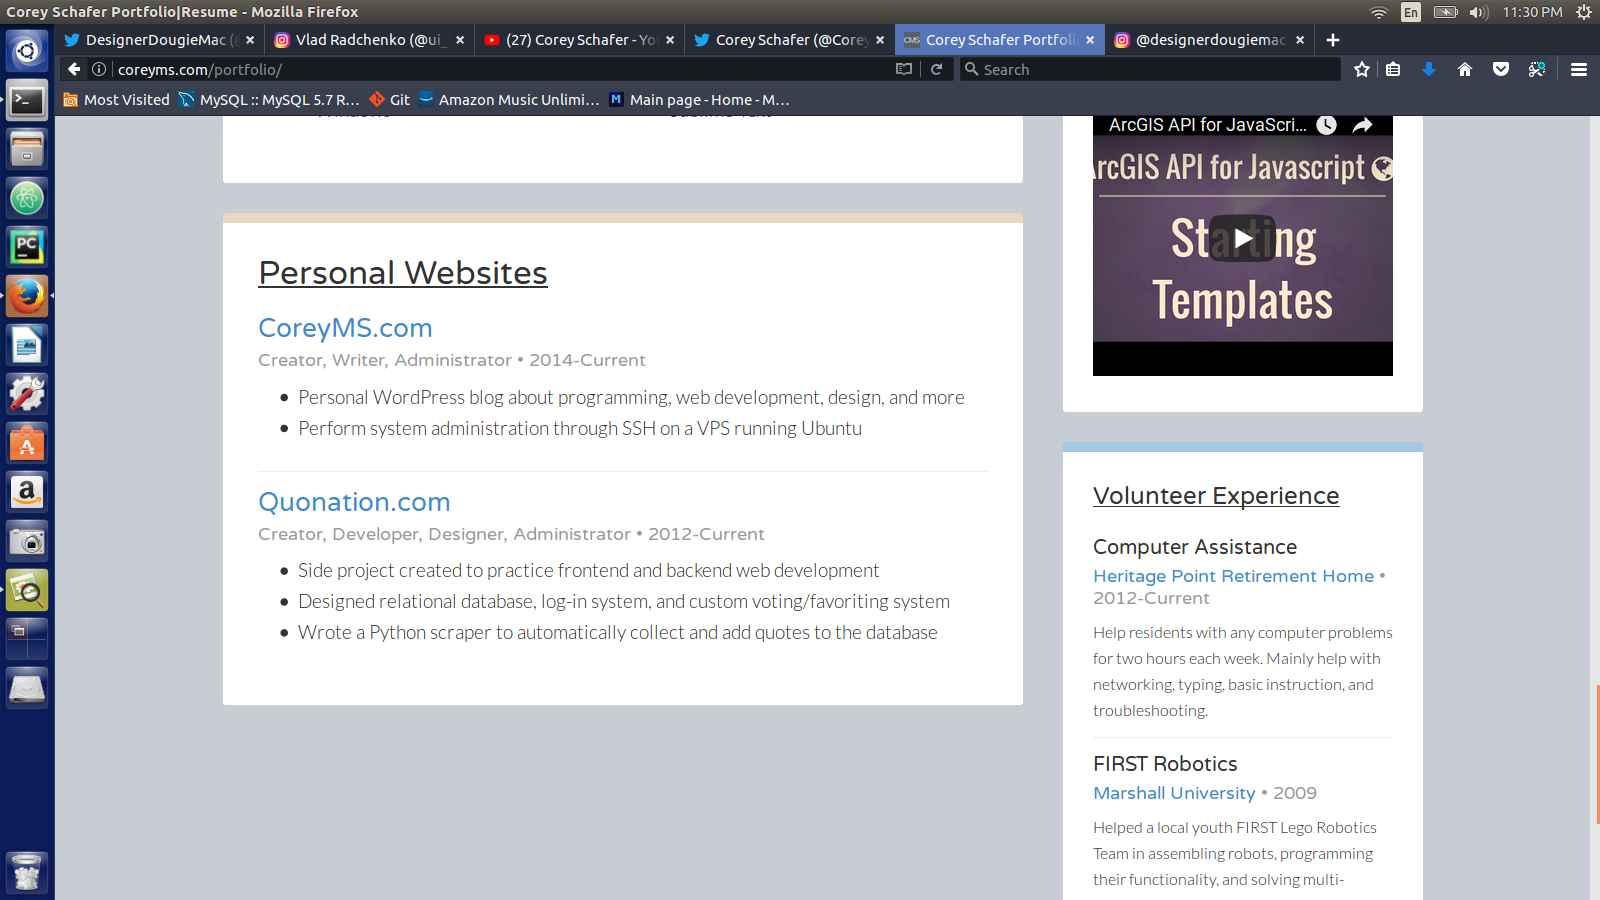 Corey Schafer Portfolio|Resume - Mozilla Firefox
En
11:30 PM
DesignerDougieMac (
Vlad Radchenko (@ui_
(27) Corey Schafer - Yo
Corey Schafer (@Core
CMS Corey Schafer Portfoli
@designerdougiemac
coreyms.com/portfolio/
Search
Most Visited
MySQL :: MySQL 5.7 R...
Git
Amazon Music Unlimi...
M Main page - Home - M...
PC
A
a
Personal Websites
CoreyMS.com
Creator, Writer, Administrator • 2014-Current
• Personal WordPress blog about programming, web development, design, and more
• Perform system administration through SSH on a VPS running Ubuntu
Quonation.com
Creator, Developer, Designer, Administrator • 2012-Current
• Side project created to practice frontend and backend web development
• Designed relational database, log-in system, and custom voting/favoriting system
• Wrote a Python scraper to automatically collect and add quotes to the database
ArcGIS API for JavaScri...
rcGIS API for Javascript
Starting
Templates
Volunteer Experience
Computer Assistance
Heritage Point Retirement Home •
2012-Current
Help residents with any computer problems
for two hours each week. Mainly help with
networking, typing, basic instruction, and
troubleshooting.
FIRST Robotics
Marshall University • 2009
Helped a local youth FIRST Lego Robotics
Team in assembling robots, programming
their functionality, and solving multi-